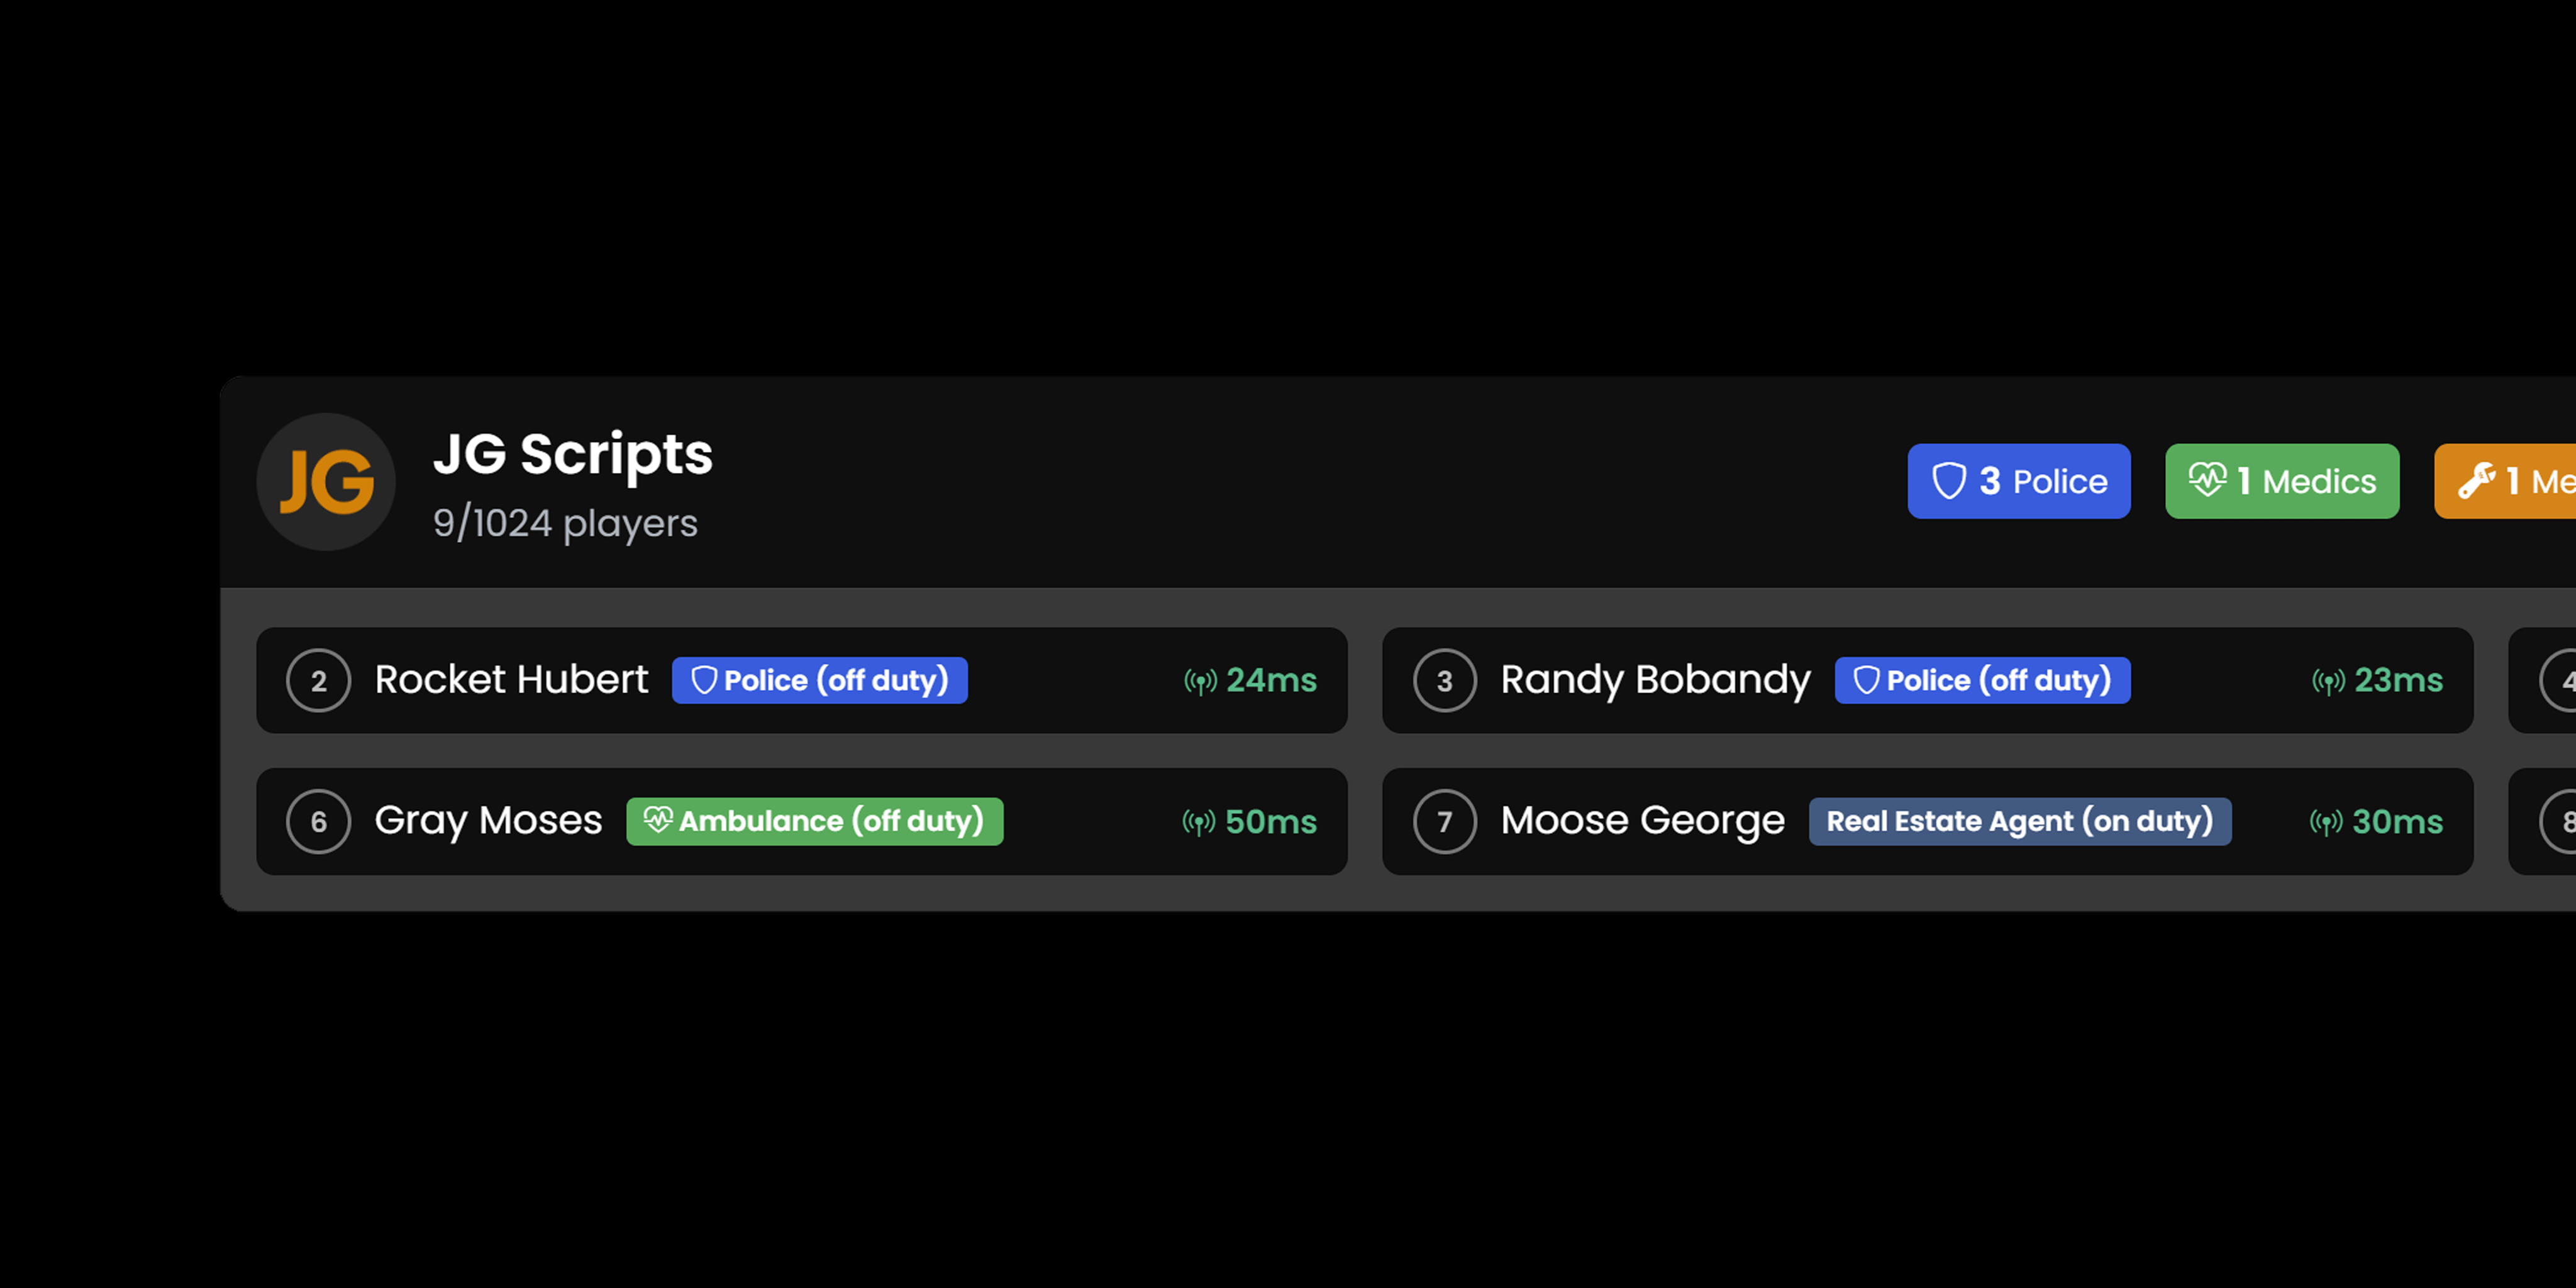 JG
JG Scripts
9/1024 players
3 Police
1 Medics
1 Me
2 Rocket Hubert Police (off duty) 24ms
3 Randy Bobandy Police (off duty) 23ms
4
6 Gray Moses Ambulance (off duty) 50ms
7 Moose George Real Estate Agent (on duty) 30ms
8